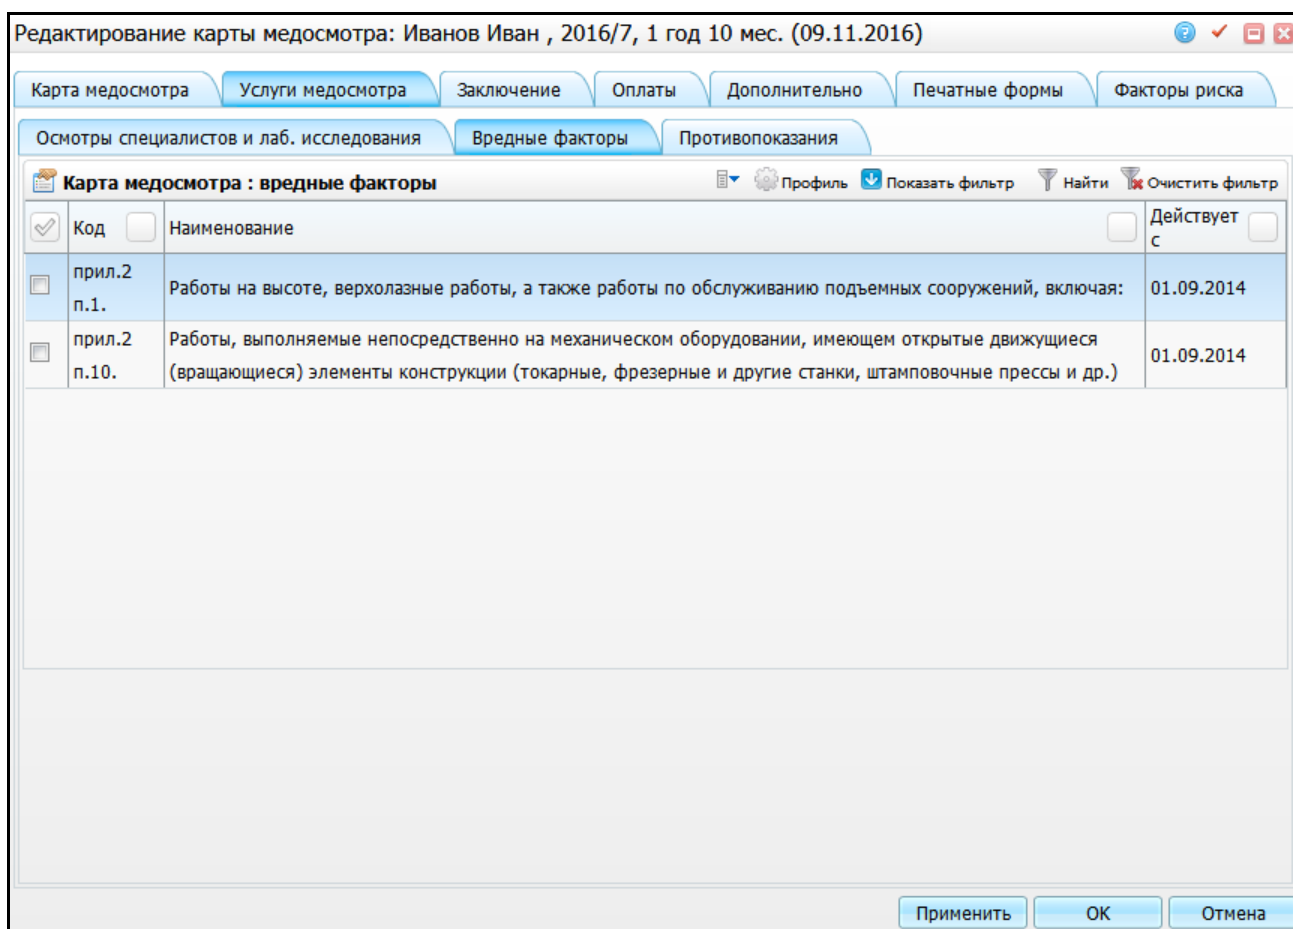 Редактирование карты медосмотра: Иванов Иван , 2016/7, 1 год 10 мес. (09.11.2016)
Карта медосмотра Услуги медосмотра Заключение Оплаты Дополнительно Печатные формы Факторы риска
Осмотры специалистов и лаб. исследования Вредные факторы Противопоказания
Карта медосмотра : вредные факторы Профиль Показать фильтр Найти Очистить фильтр
Код Наименование Действует
с
прил.2
п.1.
Работы на высоте, верхолазные работы, а также работы по обслуживанию подъемных сооружений, включая: 01.09.2014
прил.2
п.10.
Работы, выполняемые непосредственно на механическом оборудовании, имеющем открытые движущиеся
(вращающиеся) элементы конструкции (токарные, фрезерные и другие станки, штамповочные прессы и др.)
01.09.2014
Применить ОК Отмена